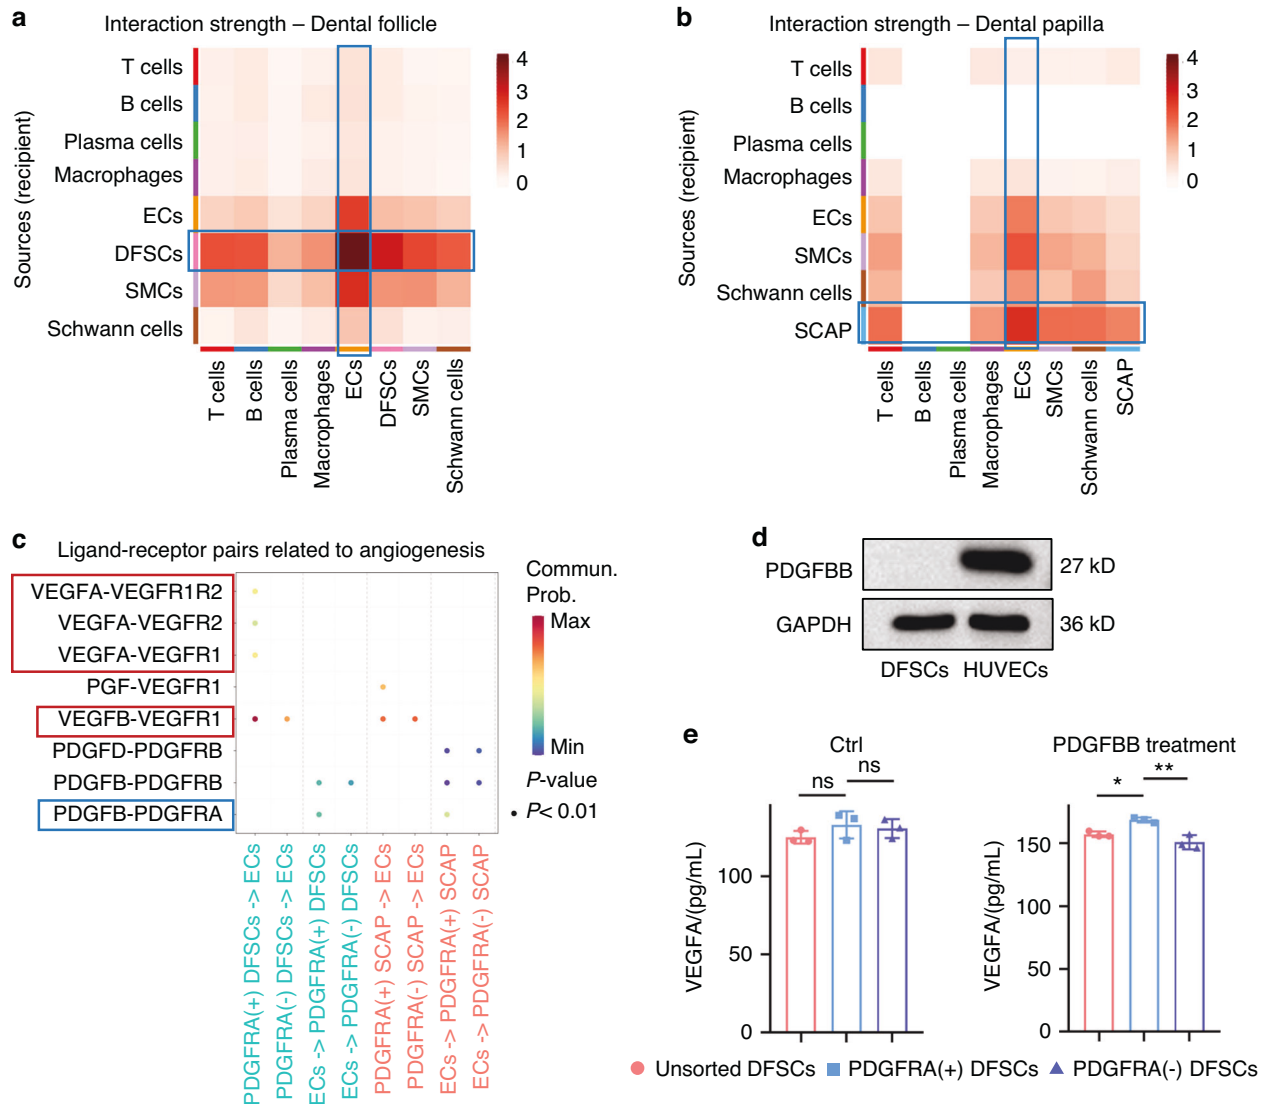 a
Interaction strength – Dental follicle
Sources (recipient)
T cells
B cells
Plasma cells
Macrophages
ECs
DFSCs
SMCs
Schwann cells
4
3
2
1
0
T cells
B cells
Plasma cells
Macrophages
ECs
DFSCs
SMCs
Schwann cells
b
Interaction strength – Dental papilla
Sources (recipient)
T cells
B cells
Plasma cells
Macrophages
ECs
SMCs
Schwann cells
SCAP
4
3
2
1
0
T cells
B cells
Plasma cells
Macrophages
ECs
SMCs
Schwann cells
SCAP
c
Ligand-receptor pairs related to angiogenesis
VEGFA-VEGFR1R2
VEGFA-VEGFR2
VEGFA-VEGFR1
PGF-VEGFR1
VEGFB-VEGFR1
PDGFD-PDGFRB
PDGFB-PDGFRB
PDGFB-PDGFRA
PDGFRA(+) DFSCs -> ECs
PDGFRA(-) DFSCs -> ECs
ECs -> PDGFRA(+) DFSCs
ECs -> PDGFRA(-) DFSCs
PDGFRA(+) SCAP -> ECs
PDGFRA(-) SCAP -> ECs
ECs -> PDGFRA(+) SCAP
ECs -> PDGFRA(-) SCAP
Commun.
Prob.
Max
Min
P-value
P< 0.01
d
PDGFBB
27 kD
GAPDH
36 kD
DFSCs HUVECs
e
Ctrl
ns
ns
VEGFA/(pg/mL)
100
50
0
PDGFBB treatment
*
**
VEGFA/(pg/mL)
150
100
50
0
Unsorted DFSCs PDGFRA(+) DFSCs PDGFRA(-) DFSCs